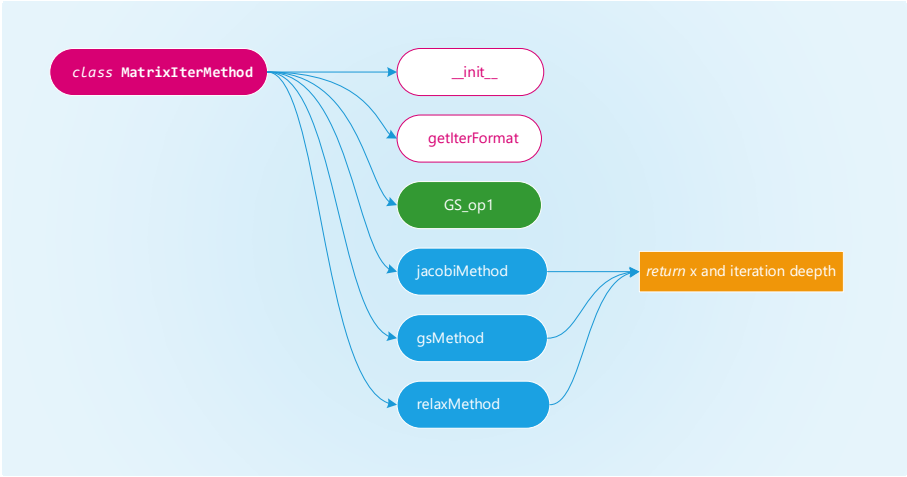 class MatrixIterMethod
__init__
getIterFormat
GS_op1
jacobiMethod
return x and iteration deepth
gsMethod
relaxMethod